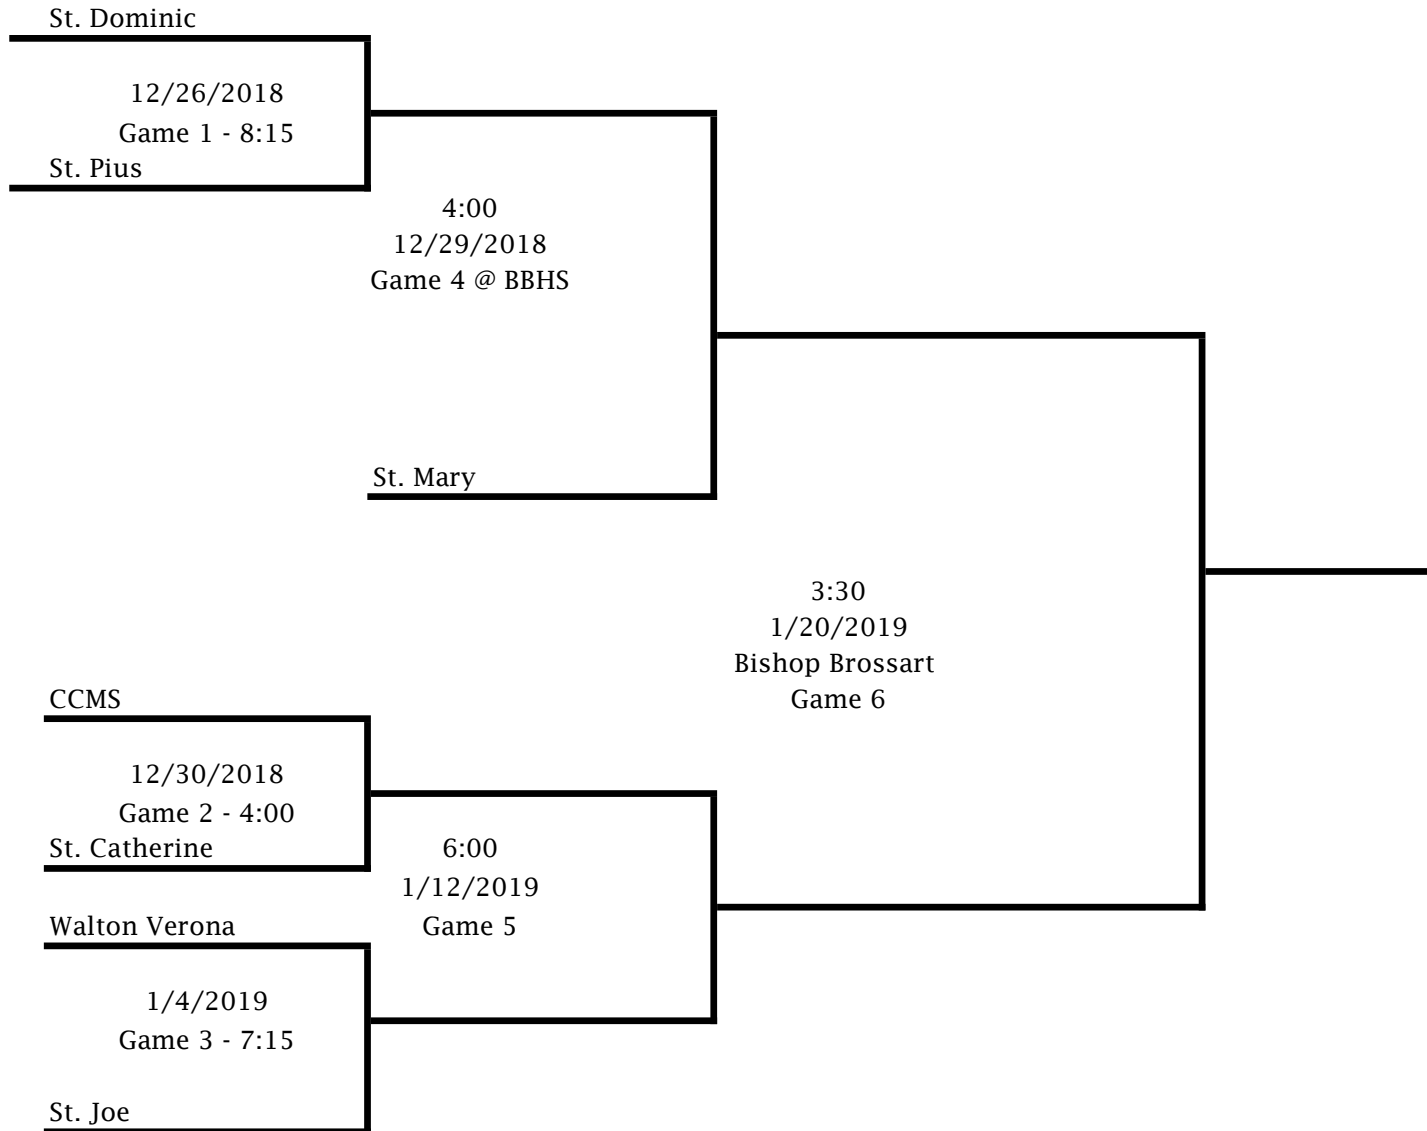 St. Dominic
12/26/2018
Game 1 - 8:15
St. Pius
4:00
12/29/2018
Game 4 @ BBHS
St. Mary
3:30
1/20/2019
Bishop Brossart
Game 6
CCMS
12/30/2018
Game 2 - 4:00
St. Catherine
6:00
1/12/2019
Game 5
Walton Verona
1/4/2019
Game 3 - 7:15
St. Joe